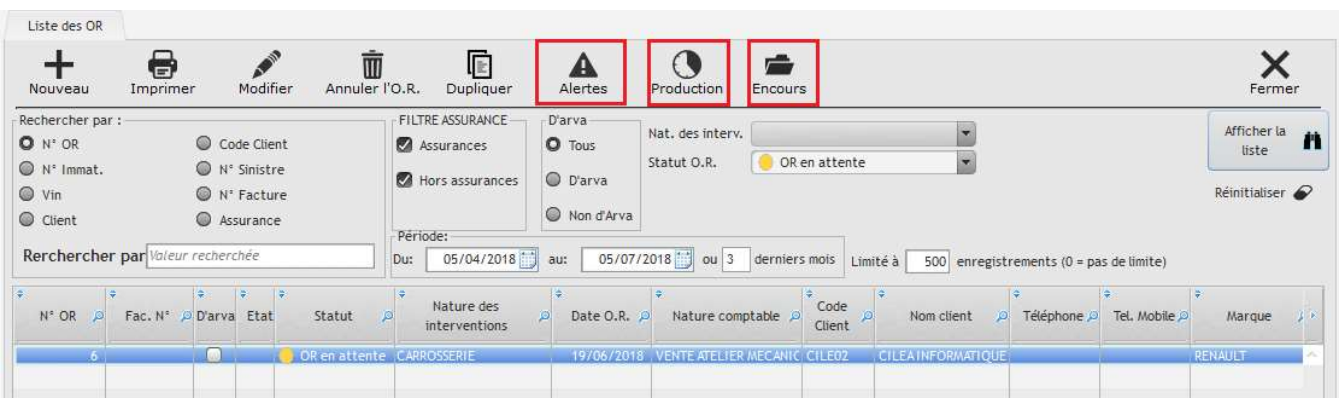 Liste des OR
Nouveau Imprimer Modifier Annuler l'O.R. Dupliquer Alertes Production Encours Fermer
Rechercher par :
N° OR
N° Immat.
Vin
Client
Code Client
N° Sinistre
N° Facture
Assurance
Rerchercher par Valeur recherchée
FILTRE ASSURANCE
Assurances
Hors assurances
D'arva
Tous
D'arva
Non d'Arva
Nat. des interv.
Statut O.R. OR en attente
Afficher la
liste
Réinitialiser
Période:
Du: 05/04/2018 au: 05/07/2018 ou 3 derniers mois
Limité à 500 enregistrements (0 = pas de limite)
N° OR Fac. N° D'arva Etat Statut Nature des interventions Date O.R. Nature comptable Code Client Nom client Téléphone Tel. Mobile Marque
6 OR en attente CARROSSERIE 19/06/2018 VENTE ATELIER MECANIC CILE02 CILEA INFORMATIQUE RENAULT